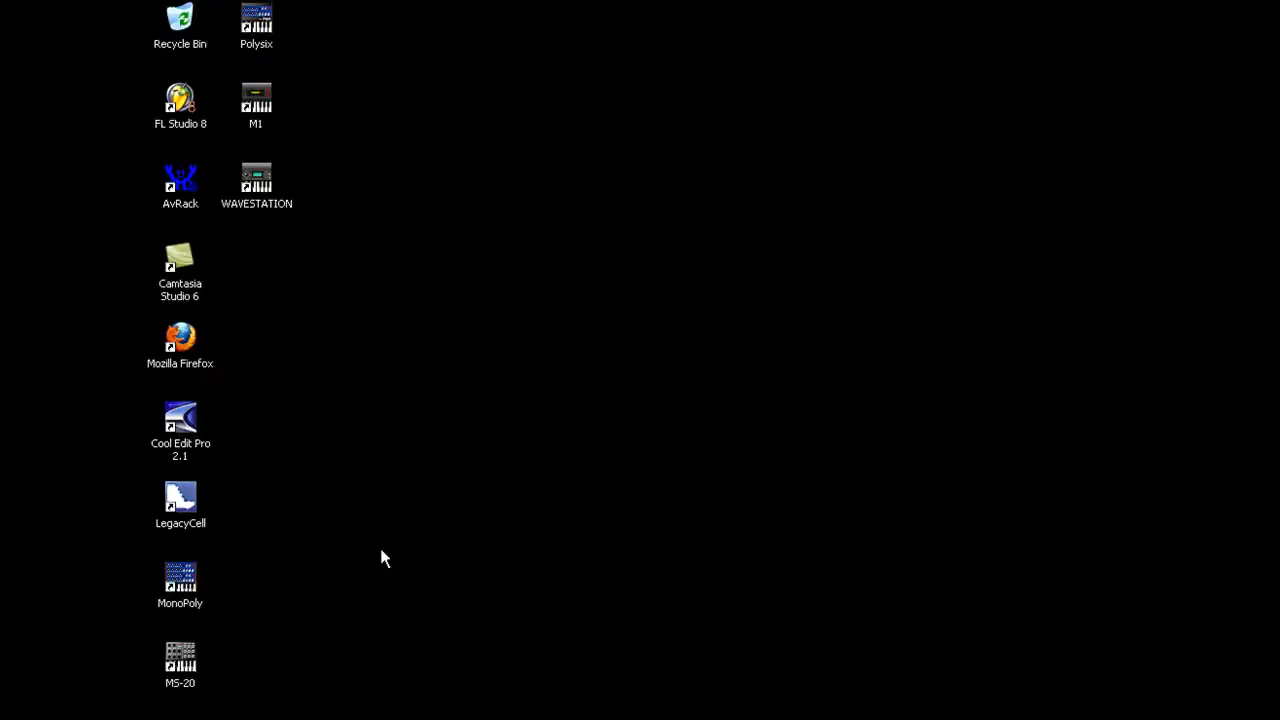 Recycle Bin
Polysix
FL Studio 8
M1
AvRack
WAVESTATION
Camtasia
Studio 6
Mozilla Firefox
Cool Edit Pro
2.1
LegacyCell
MonoPoly
MS-20